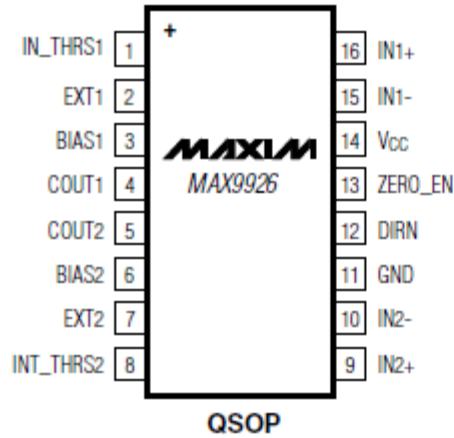 +
IN_THRS1 1 16 IN1+
EXT1 2 15 IN1-
BIAS1 3 14 VCC
MAXIM
COUT1 4 MAX9926 13 ZERO_EN
COUT2 5 12 DIRN
BIAS2 6 11 GND
EXT2 7 10 IN2-
INT_THRS2 8 9 IN2+
QSOP